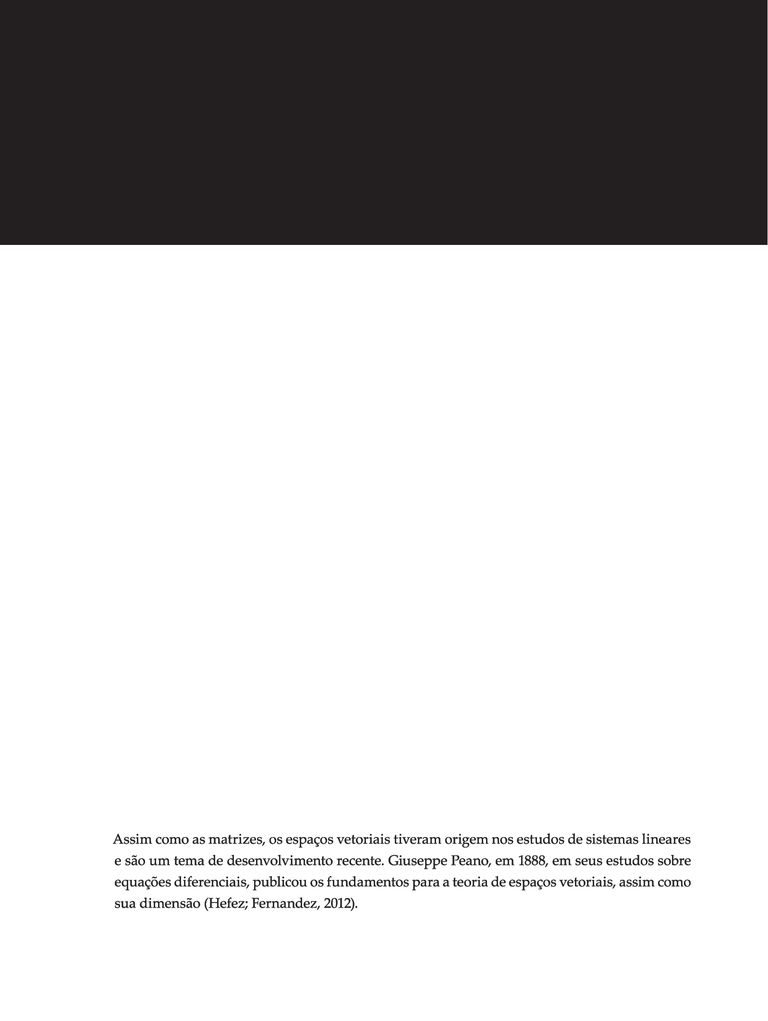 Assim como as matrizes, os espaços vetoriais tiveram origem nos estudos de sistemas lineares
e são um tema de desenvolvimento recente. Giuseppe Peano, em 1888, em seus estudos sobre
equações diferenciais, publicou os fundamentos para a teoria de espaços vetoriais, assim como
sua dimensão (Hefez; Fernandez, 2012).